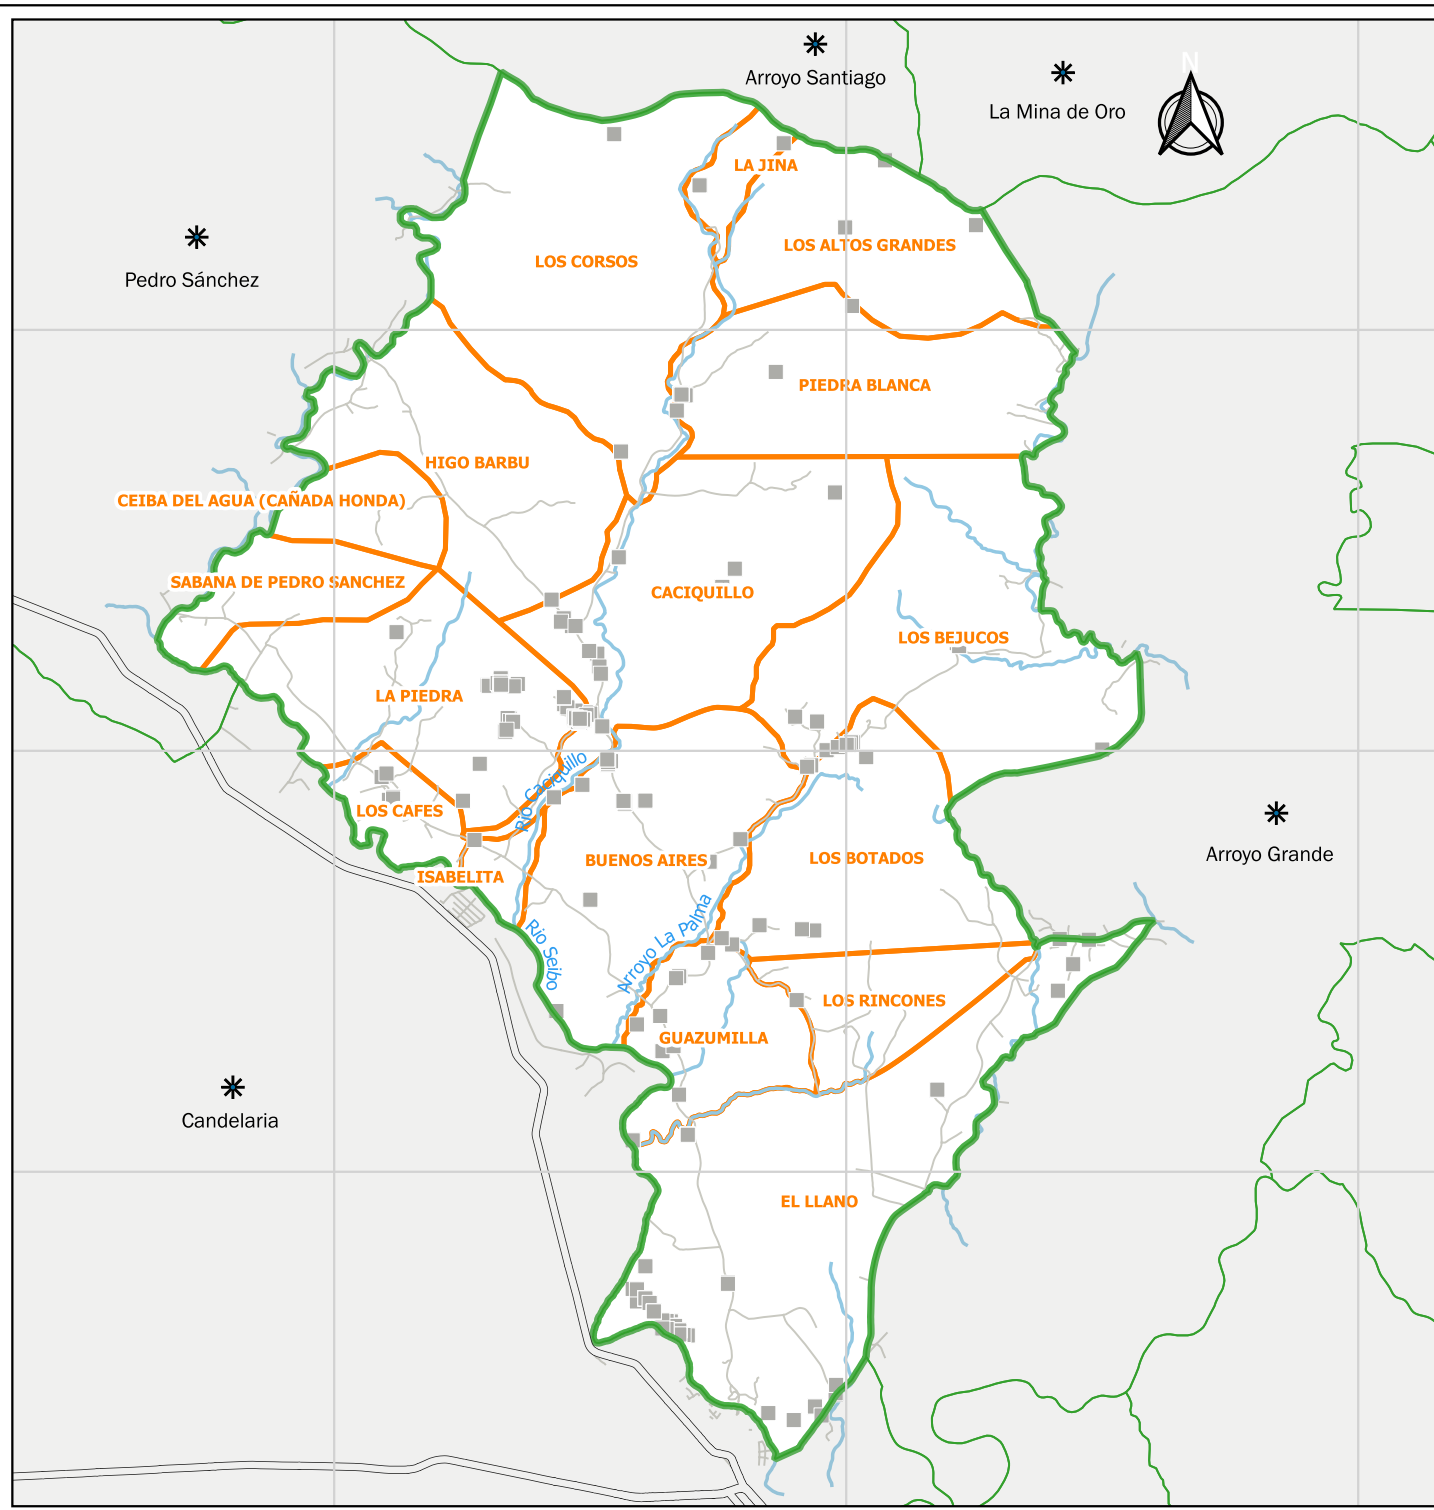 Arroyo Santiago
N
La Mina de Oro
LA JINA
LOS ALTOS GRANDES
LOS CORSOS
Pedro Sánchez
PIEDRA BLANCA
HIGO BARBU
CEIBA DEL AGUA (CAÑADA HONDA)
SABANA DE PEDRO SANCHEZ
CACIQUILLO
LOS BEJUCOS
LA PIEDRA
Rio Caciquillo
LOS CAFES
BUENOS AIRES
LOS BOTADOS
Arroyo Grande
ISABELITA
Rio Seibo
Arroyo La Palma
LOS RINCONES
GUAZUMILLA
Candelaria
EL LLANO